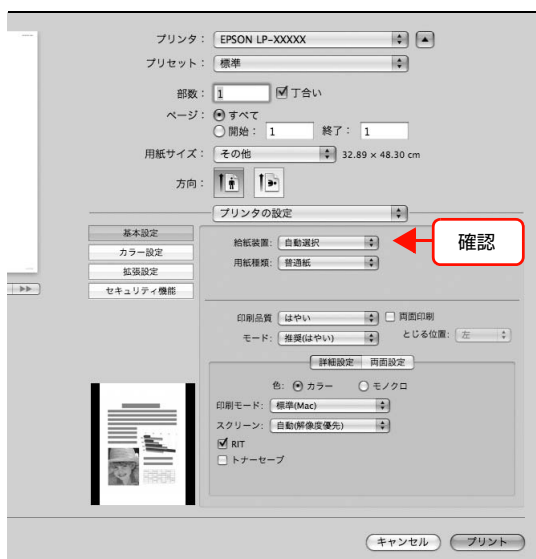 プリンタ： EPSON LP-XXXXX
プリセット： 標準
部数： 1 丁合い
ページ： すべて
開始： 1 終了： 1
用紙サイズ： その他 32.89 × 48.30 cm
方向：
プリンタの設定
基本設定
カラー設定
拡張設定
セキュリティ機能
給紙装置: 自動選択
確認
用紙種類: 普通紙
印刷品質 はやい 両面印刷
モード: 推奨(はやい) とじる位置: 左
詳細設定 両面設定
色: カラー モノクロ
印刷モード: 標準(Mac)
スクリーン: 自動(解像度優先)
RIT
トナーセーブ
キャンセル プリント